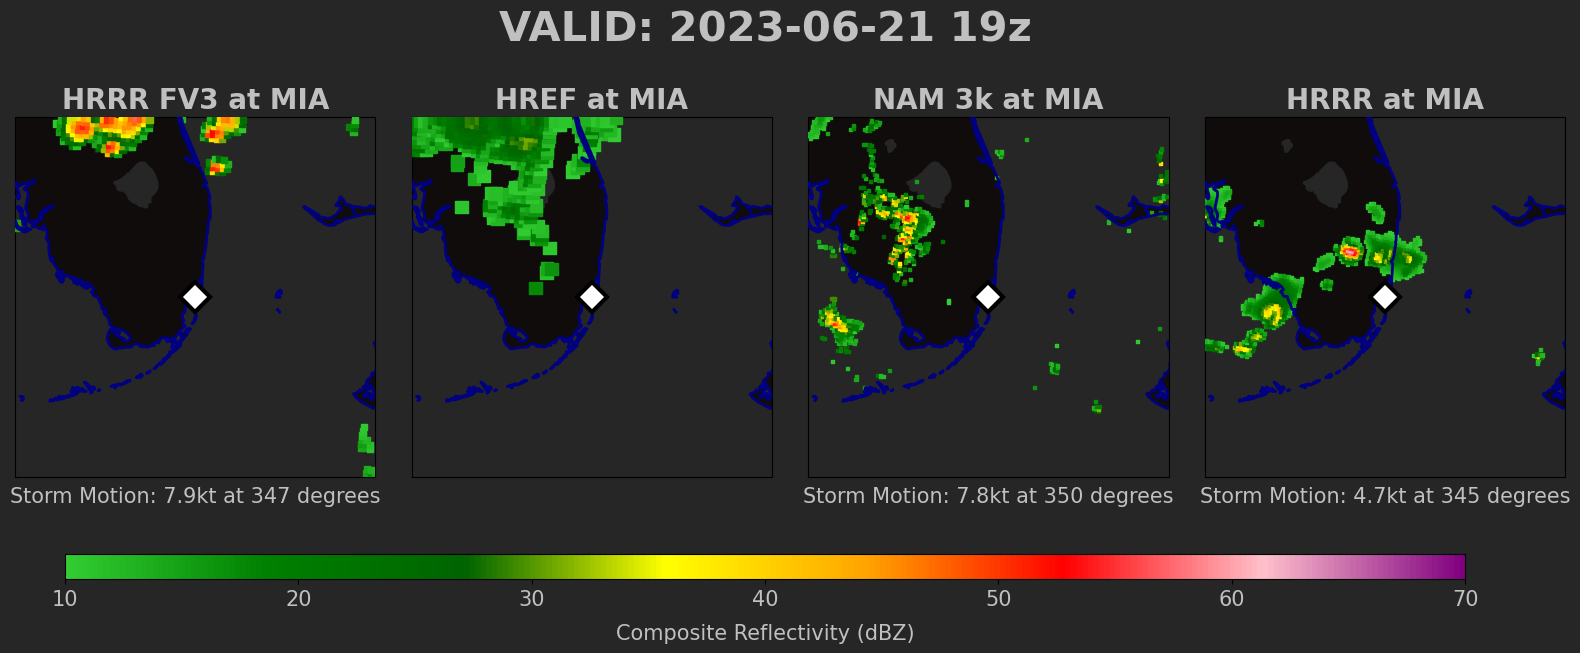 VALID: 2023-06-21 19z
HRRR FV3 at MIA
HREF at MIA
NAM 3k at MIA
HRRR at MIA
Storm Motion: 7.9kt at 347 degrees
Storm Motion: 7.8kt at 350 degrees
Storm Motion: 4.7kt at 345 degrees
10 20 30 40 50 60 70
Composite Reflectivity (dBZ)